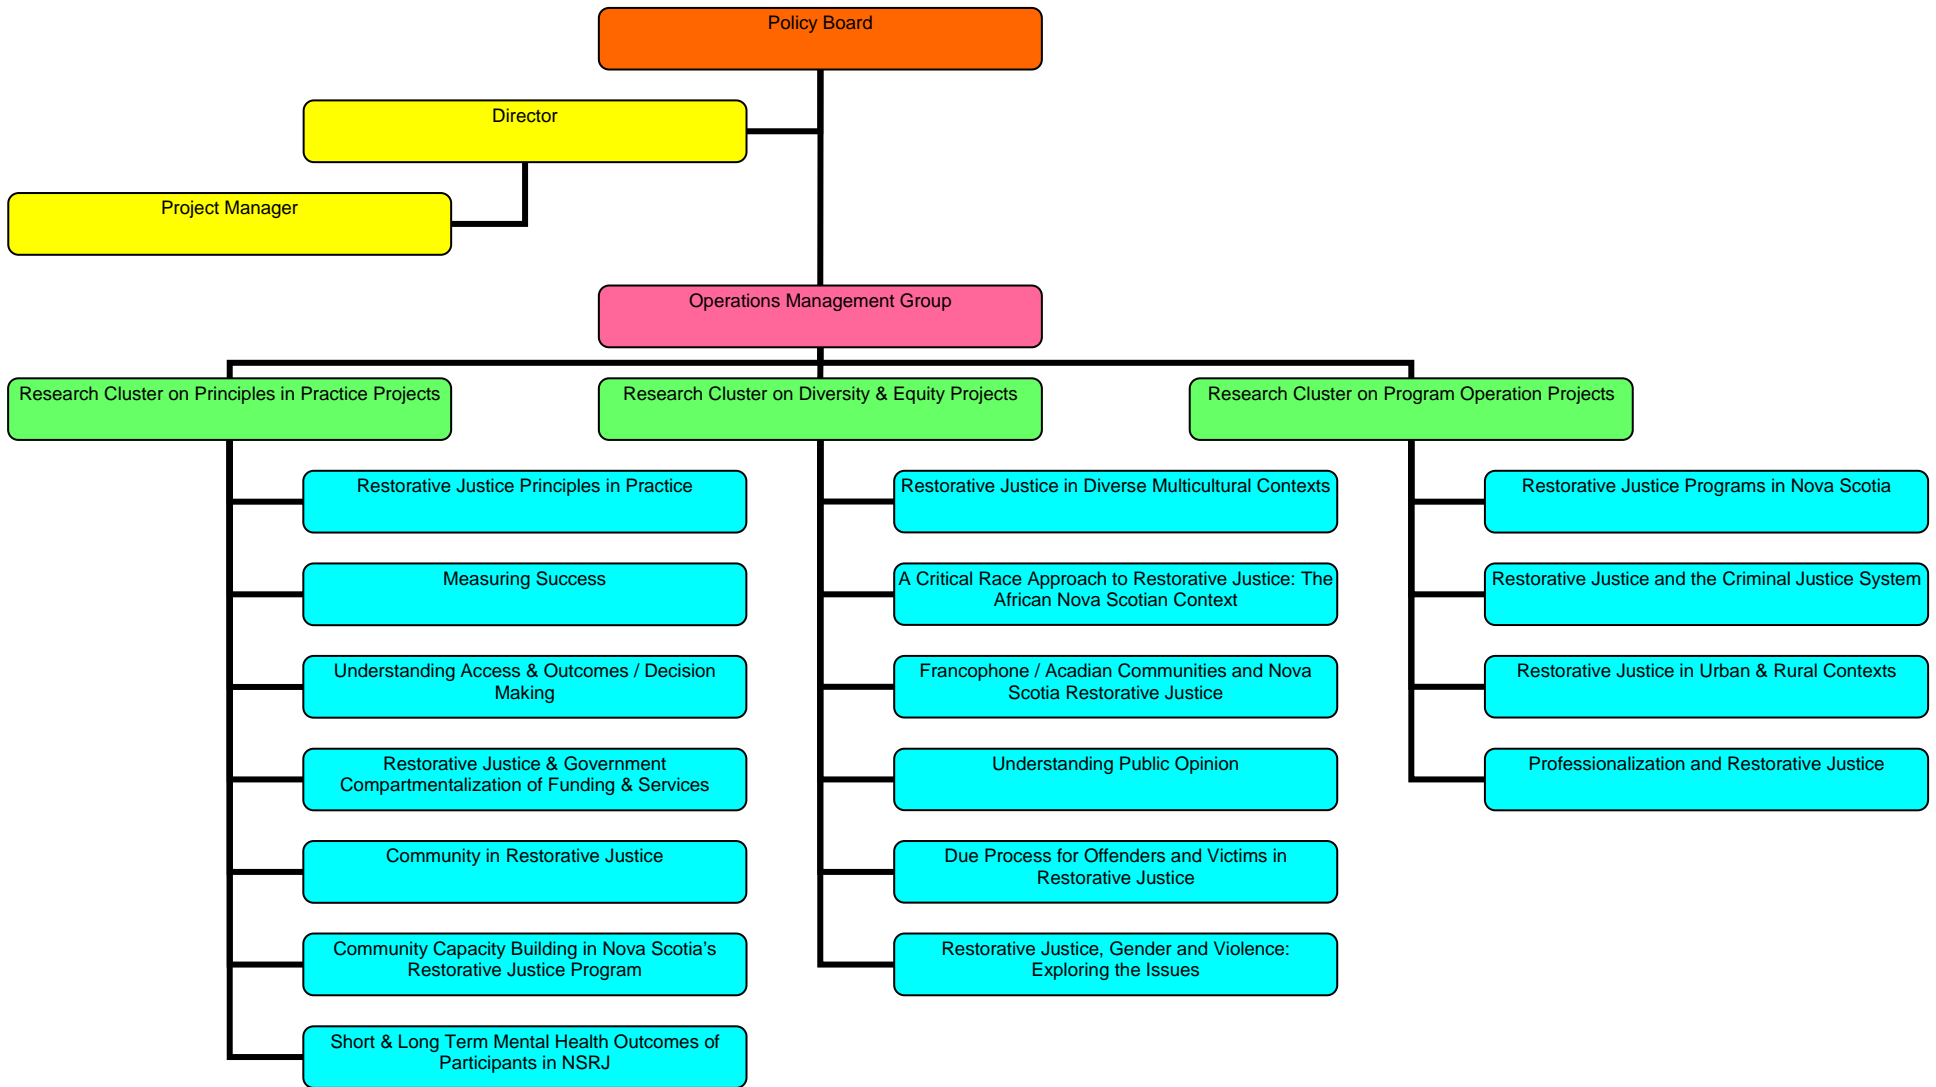 Policy Board
Director
Project Manager
Operations Management Group
Research Cluster on Principles in Practice Projects
Research Cluster on Diversity & Equity Projects
Research Cluster on Program Operation Projects
Restorative Justice Principles in Practice
Measuring Success
Understanding Access & Outcomes / Decision
Making
Restorative Justice & Government
Compartmentalization of Funding & Services
Community in Restorative Justice
Community Capacity Building in Nova Scotia’s
Restorative Justice Program
Short & Long Term Mental Health Outcomes of
Participants in NSRJ
Restorative Justice in Diverse Multicultural Contexts
A Critical Race Approach to Restorative Justice: The
African Nova Scotian Context
Francophone / Acadian Communities and Nova
Scotia Restorative Justice
Understanding Public Opinion
Due Process for Offenders and Victims in
Restorative Justice
Restorative Justice, Gender and Violence:
Exploring the Issues
Restorative Justice Programs in Nova Scotia
Restorative Justice and the Criminal Justice System
Restorative Justice in Urban & Rural Contexts
Professionalization and Restorative Justice